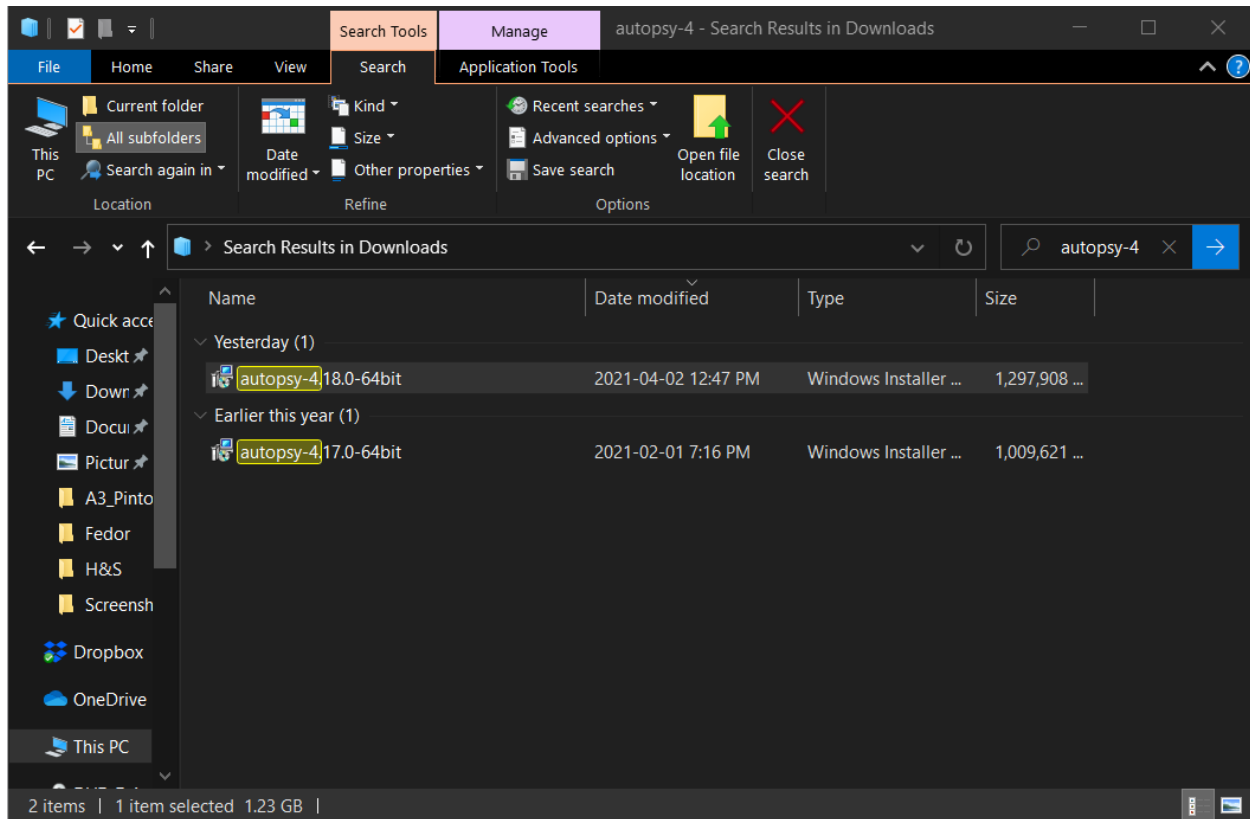 Search Tools Manage autopsy-4 - Search Results in Downloads
File Home Share View Search Application Tools
Current folder
All subfolders
Search again in
This PC
Location
Date modified
Kind
Size
Other properties
Refine
Recent searches
Advanced options
Save search
Options
Open file location
Close search
Search Results in Downloads autopsy-4
Name Date modified Type Size
Quick acce
Deskt
Down
Docu
Pictur
A3_Pinto
Fedor
H&S
Screensh
Dropbox
OneDrive
This PC
Yesterday (1)
autopsy-4.18.0-64bit 2021-04-02 12:47 PM Windows Installer ... 1,297,908 ...
Earlier this year (1)
autopsy-4.17.0-64bit 2021-02-01 7:16 PM Windows Installer ... 1,009,621 ...
2 items | 1 item selected 1.23 GB |